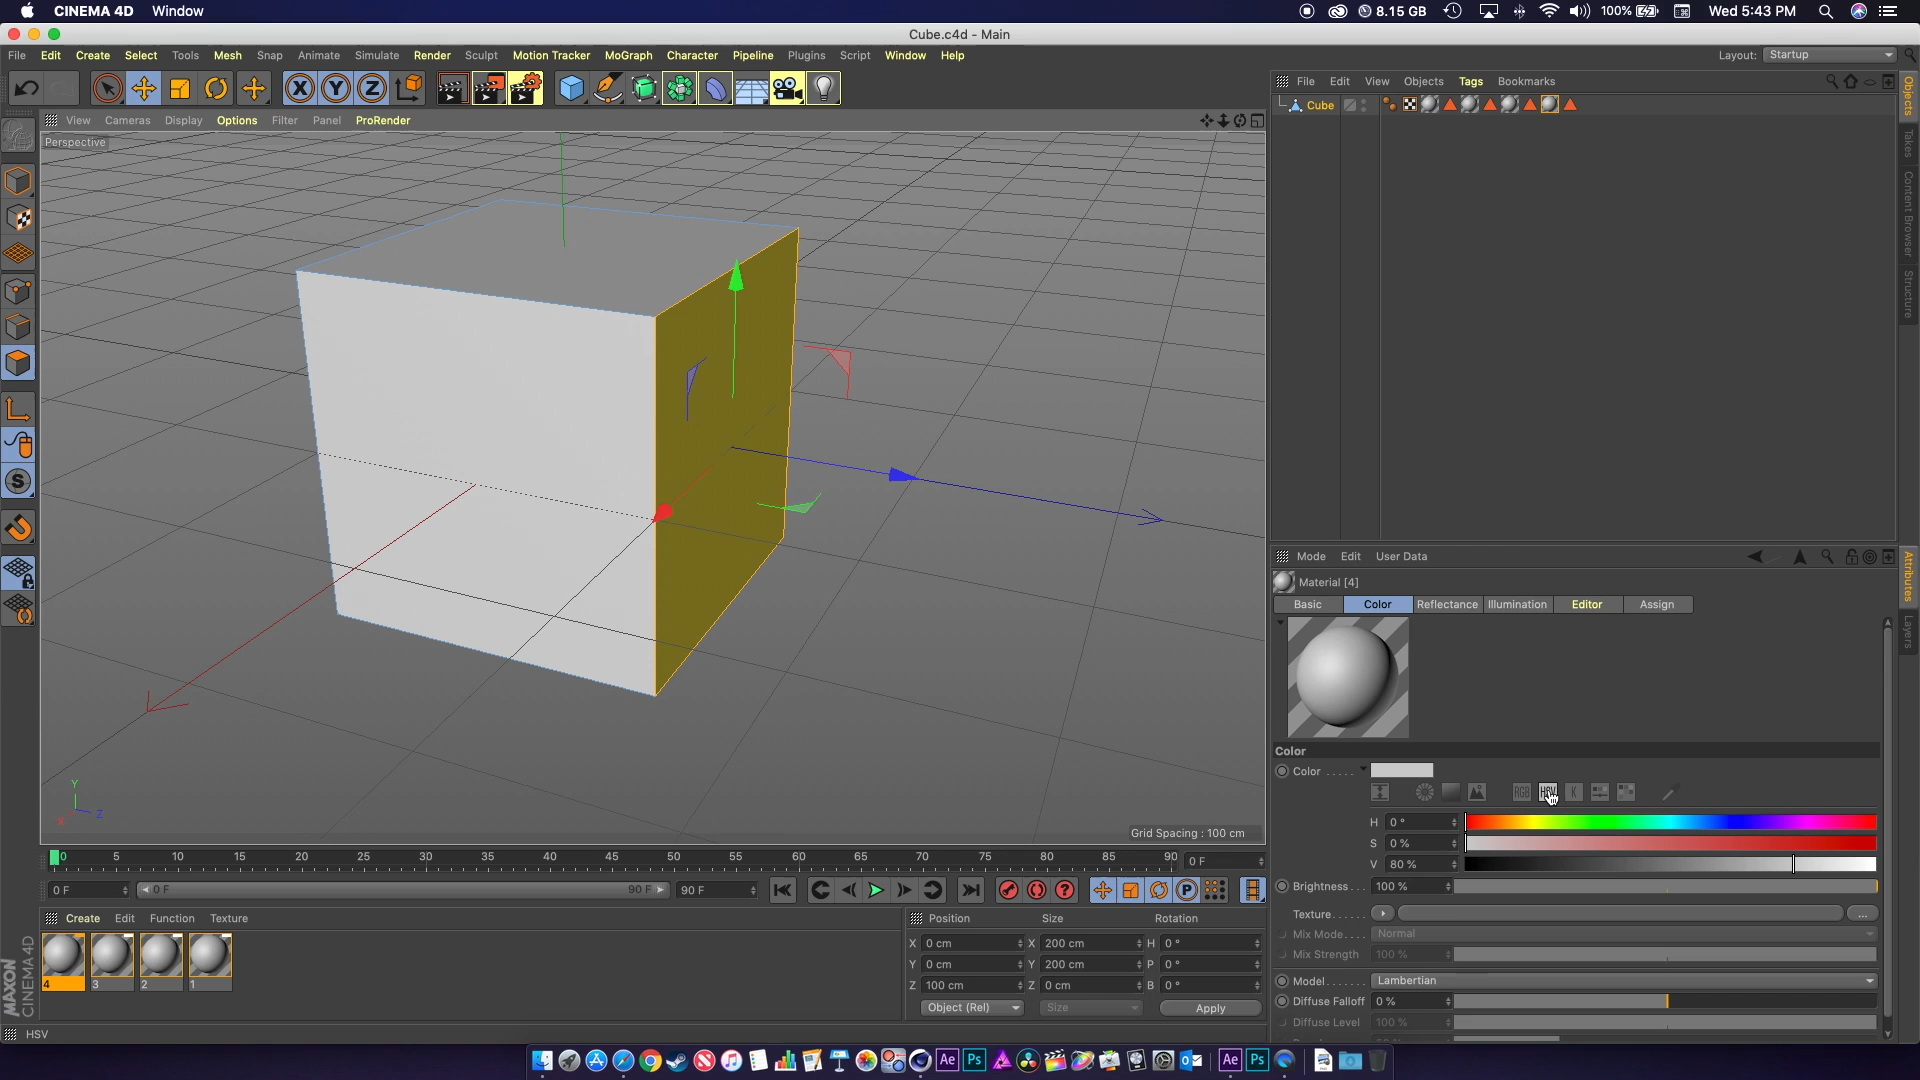 CINEMA 4D Window
8.15 GB 100% Wed 5:43 PM
Cube.c4d - Main
File Edit Create Select Tools Mesh Snap Animate Simulate Render Sculpt Motion Tracker MoGraph Character Pipeline Plugins Script Window Help
Layout: Startup
File Edit View Objects Tags Bookmarks
Cube
View Cameras Display Options Filter Panel ProRender
Perspective
X Y Z
S
Y
X Z
Grid Spacing : 100 cm
0 5 10 15 20 25 30 35 40 45 50 55 60 65 70 75 80 85 90 0 F
0 F 0 F 90 F 90 F P
Create Edit Function Texture
4 3 2 1
MAXON
CINEMA 4D
HSV
Position Size Rotation
X 0 cm X 200 cm H 0 °
Y 0 cm Y 200 cm P 0 °
Z 100 cm Z 0 cm B 0 °
Object (Rel) Size Apply
Objects
Takes
Content Browser
Structure
Mode Edit User Data
Material [4]
Basic Color Reflectance Illumination Editor Assign
Attributes
Layers
Color
Color .....
RGB HSV K
H 0 °
S 0 %
V 80 %
Brightness... 100 %
Texture...... ...
Mix Mode.... Normal
Mix Strength 100 %
Model....... Lambertian
Diffuse Falloff 0 %
Diffuse Level 100 %
Ae Ps Ae Ps